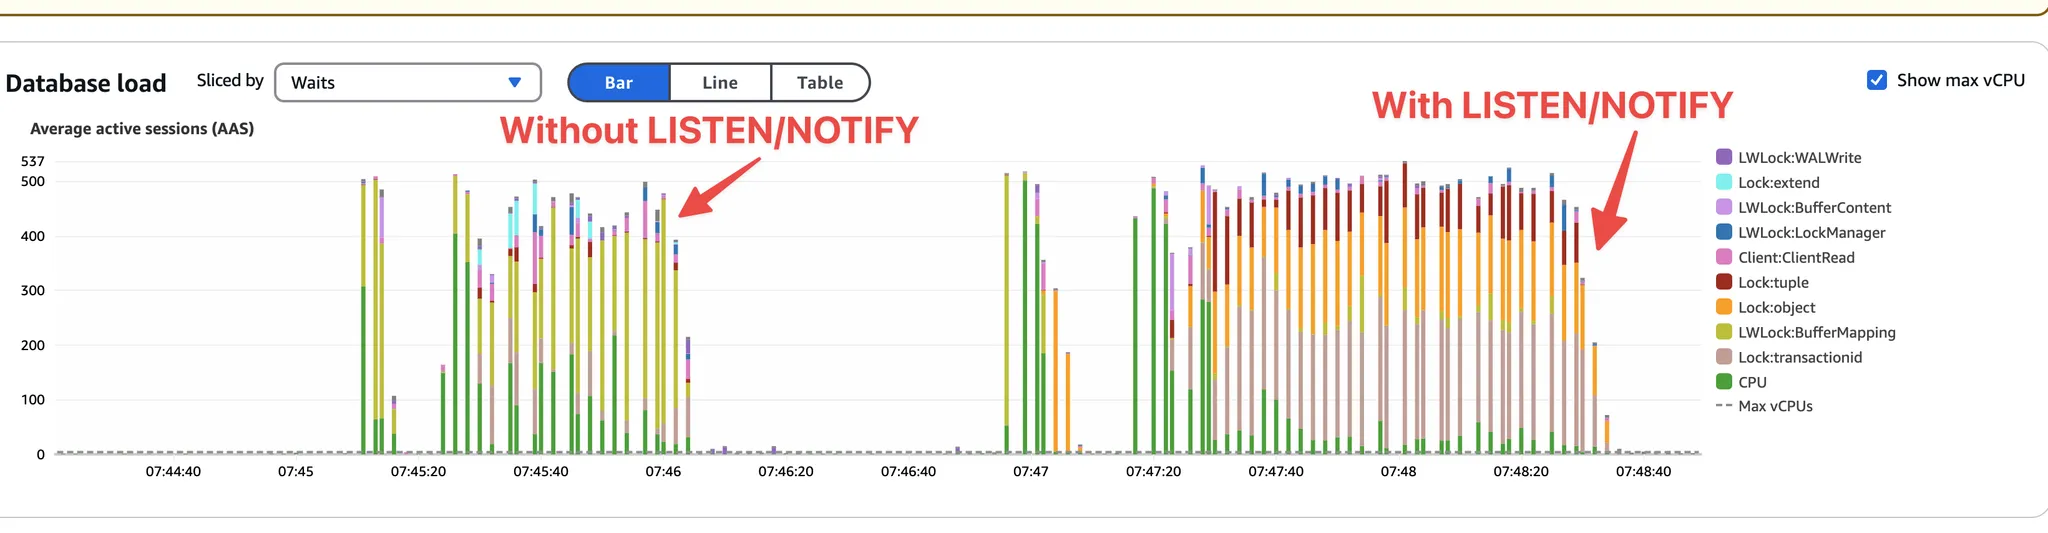 Database load
Sliced by
Waits
Bar
Line
Table
Show max vCPU
Average active sessions (AAS)
Without LISTEN/NOTIFY
With LISTEN/NOTIFY
537
500
400
300
200
100
0
07:44:40
07:45
07:45:20
07:45:40
07:46
07:46:20
07:46:40
07:47
07:47:20
07:47:40
07:48
07:48:20
07:48:40
LWLock:WALWrite
Lock:extend
LWLock:BufferContent
LWLock:LockManager
Client:ClientRead
Lock:tuple
Lock:object
LWLock:BufferMapping
Lock:transactionid
CPU
Max vCPUs